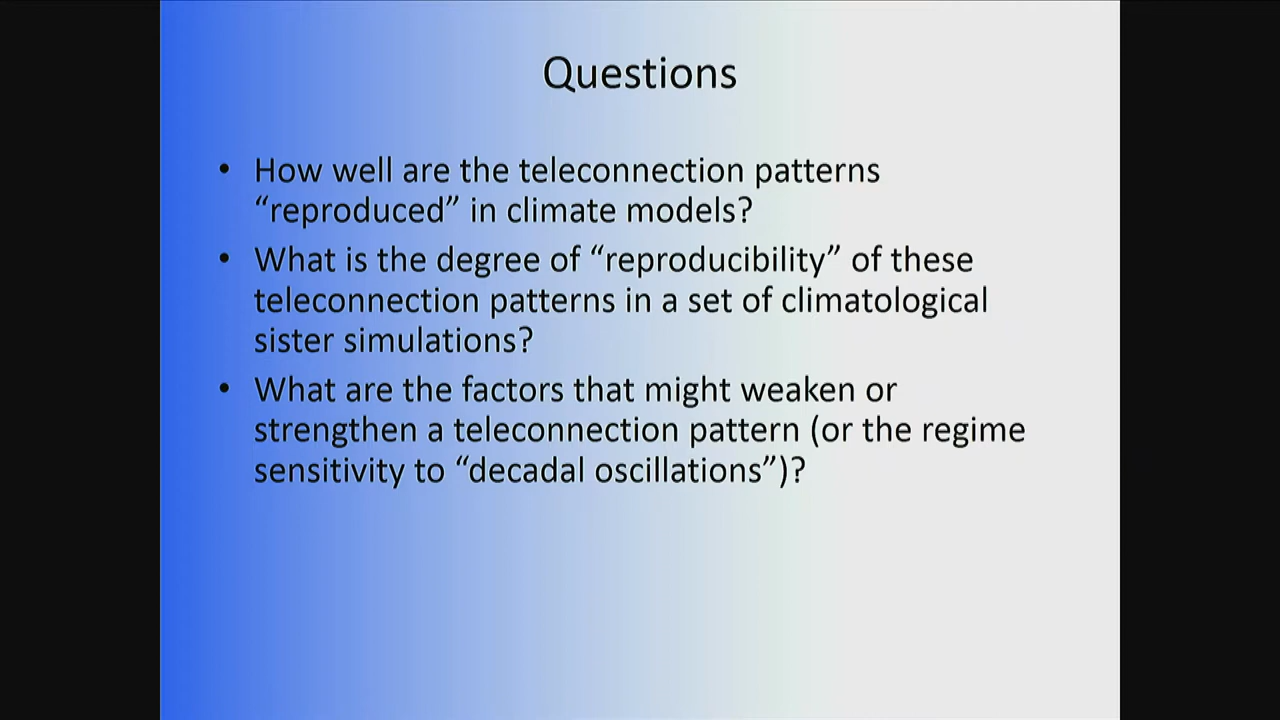 Questions
• How well are the teleconnection patterns
“reproduced” in climate models?
• What is the degree of “reproducibility” of these
teleconnection patterns in a set of climatological
sister simulations?
• What are the factors that might weaken or
strengthen a teleconnection pattern (or the regime
sensitivity to “decadal oscillations”)?